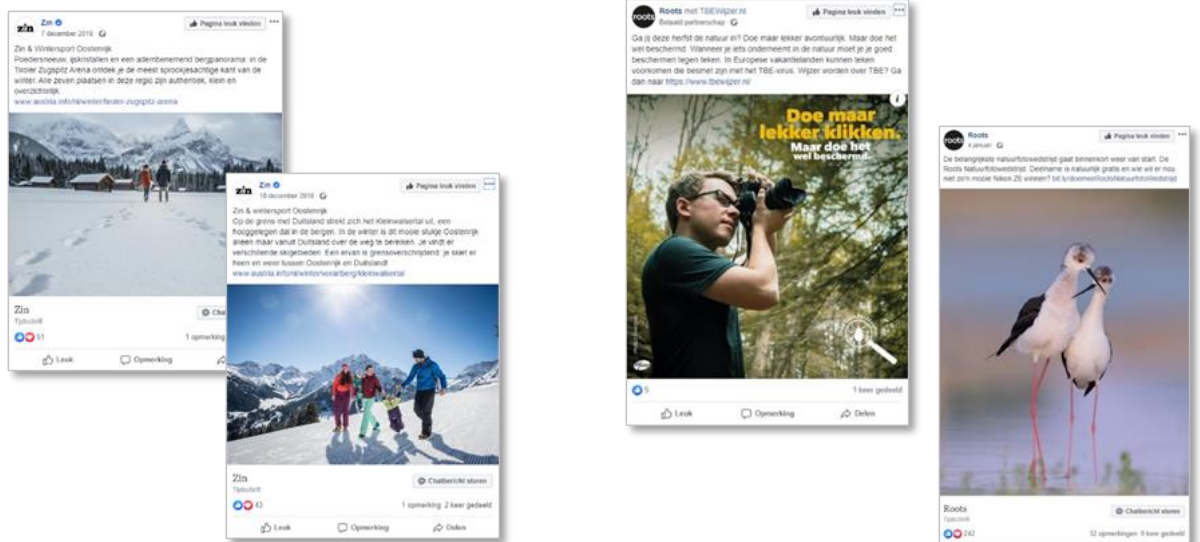 zin
Zin
7 december 2018
Pagina leuk vinden
Zin & Wintersport Oostenrijk
Poedersneeuw, ijskristallen en een adembenemend bergpanorama: in de
Tiroler Zugspitz Arena ontdek je de meest sprookjesachtige kant van de
winter. Alle zeven plaatsen in deze regio zijn authentiek, klein en
overzichtelijk.
www.austria.info/nl/winter/tiroler-zugspitz-arena
Zin
Tijdschrift
Cha
51
1 opmerking
Leuk
Opmerking
zin
Zin
18 december 2018
Pagina leuk vinden
Zin & wintersport Oostenrijk
Op de grens met Duitsland strekt zich het Kleinwalsertal uit, een
hooggelegen dal in de bergen. In de winter is dit mooie stukje Oostenrijk
alleen maar vanuit Duitsland over de weg te bereiken. Je vindt er
verschillende skigebieden. Een ervan is grensoverschrijdend: je skiet er
heen en weer tussen Oostenrijk en Duitsland!
www.austria.info/nl/winter/vorarlberg/kleinwalsertal
Zin
Tijdschrift
Chatbericht sturen
43
1 opmerking 2 keer gedeeld
Leuk
Opmerking
Delen
roots
Roots met TBEWijzer.nl
Betaald partnerschap
Pagina leuk vinden
Ga jij deze herfst de natuur in? Doe maar lekker avontuurlijk. Maar doe het
wel beschermd. Wanneer je iets onderneemt in de natuur moet je je goed
beschermen tegen teken. In Europese vakantielanden kunnen teken
voorkomen die besmet zijn met het TBE-virus. Wijzer worden over TBE? Ga
dan naar https://www.tbewijzer.nl/
Doe maar
lekker klikken.
Maar doe het
wel beschermd.
5
1 keer gedeeld
Leuk
Opmerking
Delen
roots
Roots
4 januari
Pagina leuk vinden
De belangrijkste natuurfotowedstrijd gaat binnenkort weer van start. De
Roots Natuurfotowedstrijd. Deelname is natuurlijk gratis en wie wil er nou
niet zo'n mooie Nikon Z6 winnen? bit.ly/doemeeRootsNatuurfotoWedstrijd
Roots
Tijdschrift
Chatbericht sturen
242
32 opmerkingen 9 keer gedeeld